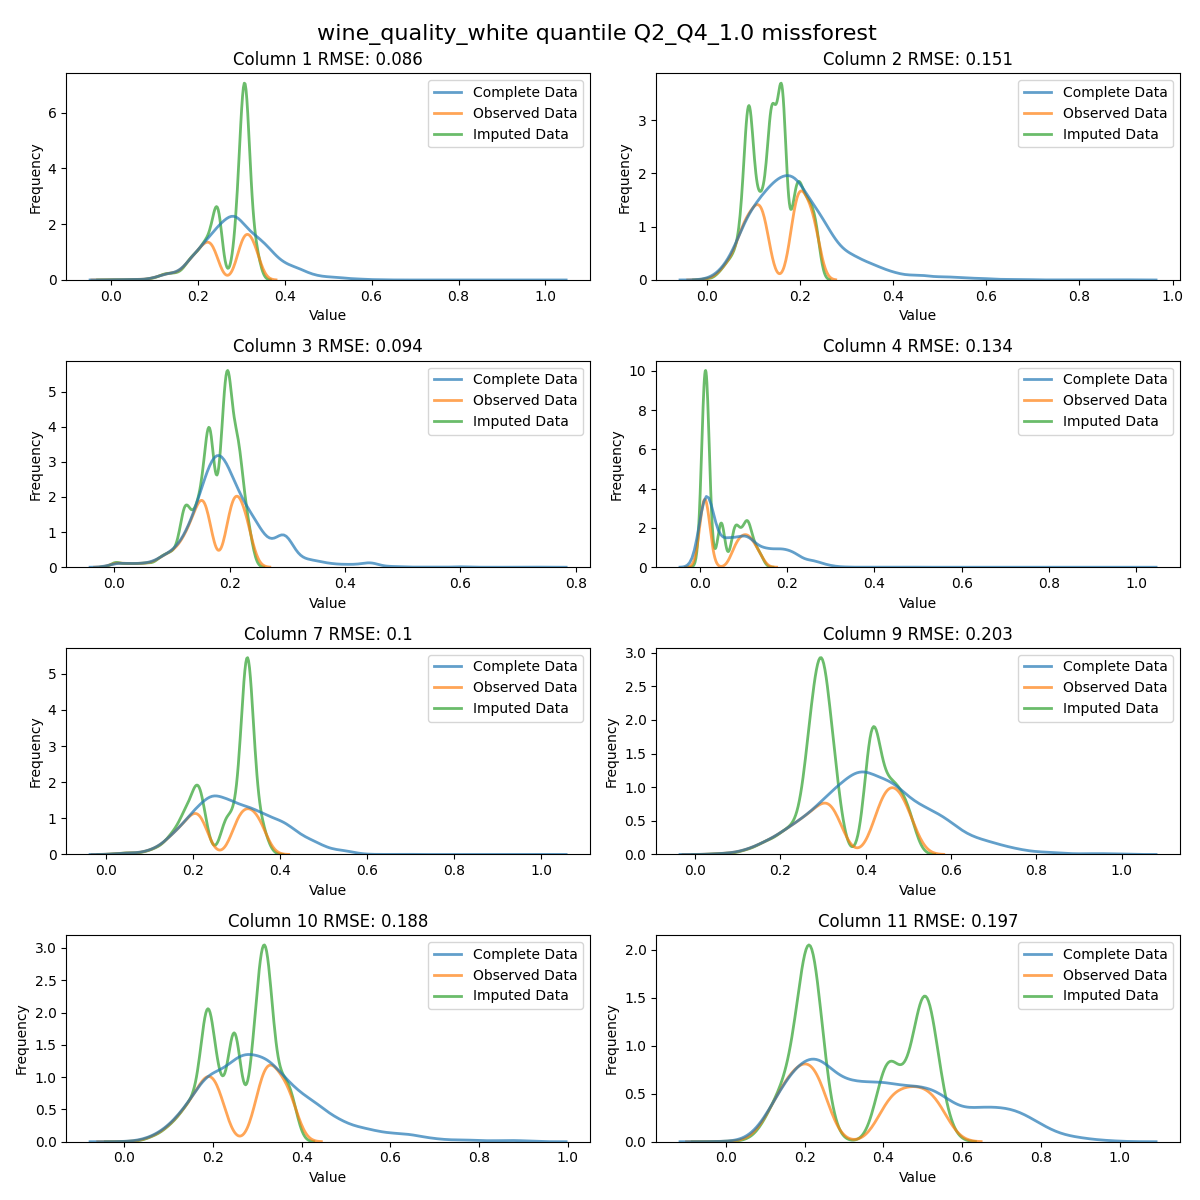 wine_quality_white quantile Q2_Q4_1.0 missforest
Column 1 RMSE: 0.086
Frequency
6
4
2
0
Complete Data
Observed Data
Imputed Data
0.0 0.2 0.4 0.6 0.8 1.0
Value
Column 2 RMSE: 0.151
Frequency
3
2
1
0
Complete Data
Observed Data
Imputed Data
0.0 0.2 0.4 0.6 0.8 1.0
Value
Column 3 RMSE: 0.094
Frequency
5
4
3
2
1
0
Complete Data
Observed Data
Imputed Data
0.0 0.2 0.4 0.6 0.8
Value
Column 4 RMSE: 0.134
Frequency
10
8
6
4
2
0
Complete Data
Observed Data
Imputed Data
0.0 0.2 0.4 0.6 0.8 1.0
Value
Column 7 RMSE: 0.1
Frequency
5
4
3
2
1
0
Complete Data
Observed Data
Imputed Data
0.0 0.2 0.4 0.6 0.8 1.0
Value
Column 9 RMSE: 0.203
Frequency
3.0
2.5
2.0
1.5
1.0
0.5
0.0
Complete Data
Observed Data
Imputed Data
0.0 0.2 0.4 0.6 0.8 1.0
Value
Column 10 RMSE: 0.188
Frequency
3.0
2.5
2.0
1.5
1.0
0.5
0.0
Complete Data
Observed Data
Imputed Data
0.0 0.2 0.4 0.6 0.8 1.0
Value
Column 11 RMSE: 0.197
Frequency
2.0
1.5
1.0
0.5
0.0
Complete Data
Observed Data
Imputed Data
0.0 0.2 0.4 0.6 0.8 1.0
Value